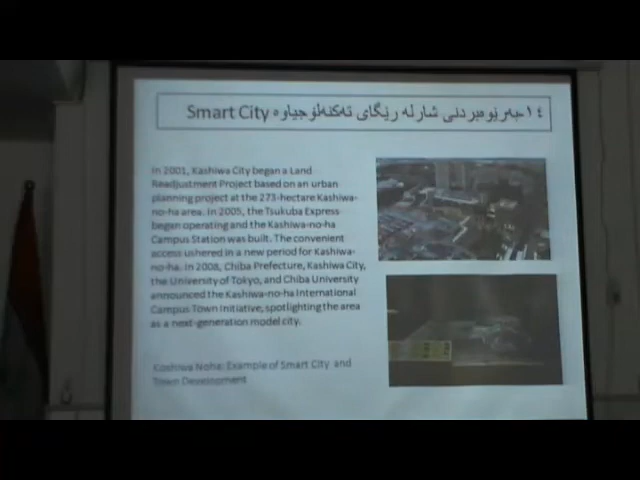 ١٤-بەرێوەبردنی شارلە رێگای تەکنەلۆجیاوە Smart City
In 2001, Kashiwa City began a Land
Readjustment Project based on an urban
planning project at the 273-hectare Kashiwa-
no-ha area. In 2005, the Tsukuba Express
began operating and the Kashiwa-no-ha
Campus Station was built. The convenient
access ushered in a new period for Kashiwa-
no-ha. In 2008, Chiba Prefecture, Kashiwa City,
the University of Tokyo, and Chiba University
announced the Kashiwa-no-ha International
Campus Town Initiative, spotlighting the area
as a next-generation model city.
Kashiwa Noha: Example of Smart City and
Town Development